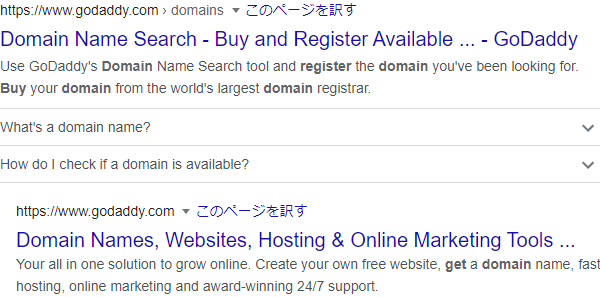 https://www.godaddy.com › domains ▼ このページを訳す
Domain Name Search - Buy and Register Available ... - GoDaddy
Use GoDaddy's Domain Name Search tool and register the domain you've been looking for.
Buy your domain from the world's largest domain registrar.
What's a domain name?
How do I check if a domain is available?
https://www.godaddy.com ▼ このページを訳す
Domain Names, Websites, Hosting & Online Marketing Tools ...
Your all in one solution to grow online. Create your own free website, get a domain name, fast
hosting, online marketing and award-winning 24/7 support.